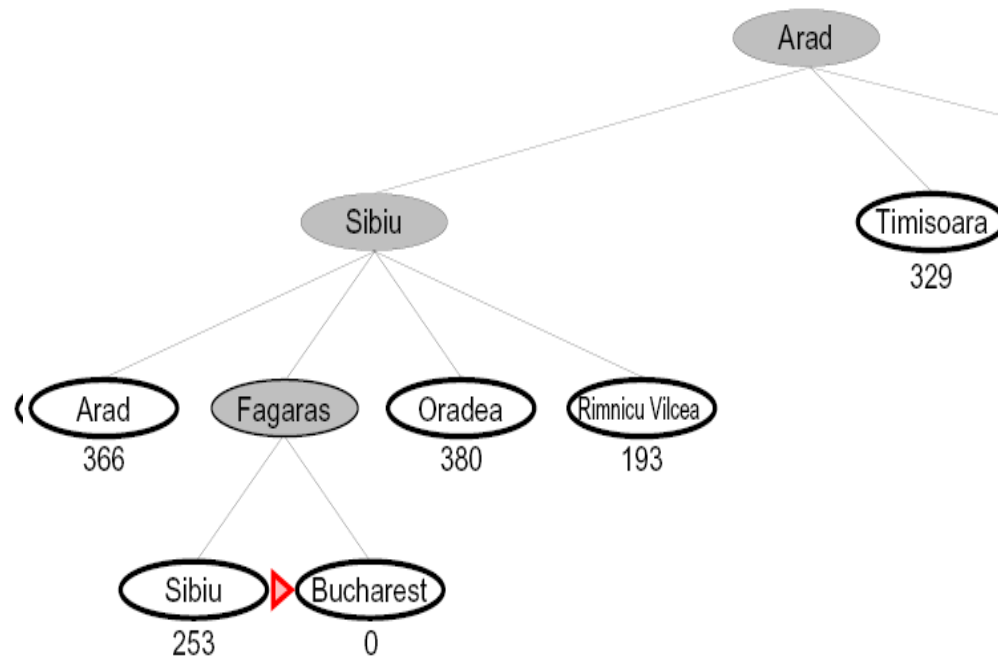 Arad
Sibiu
Timisoara
329
Arad
Fagaras
Oradea
Rimnicu Vilcea
366
380
193
Sibiu
Bucharest
253
0